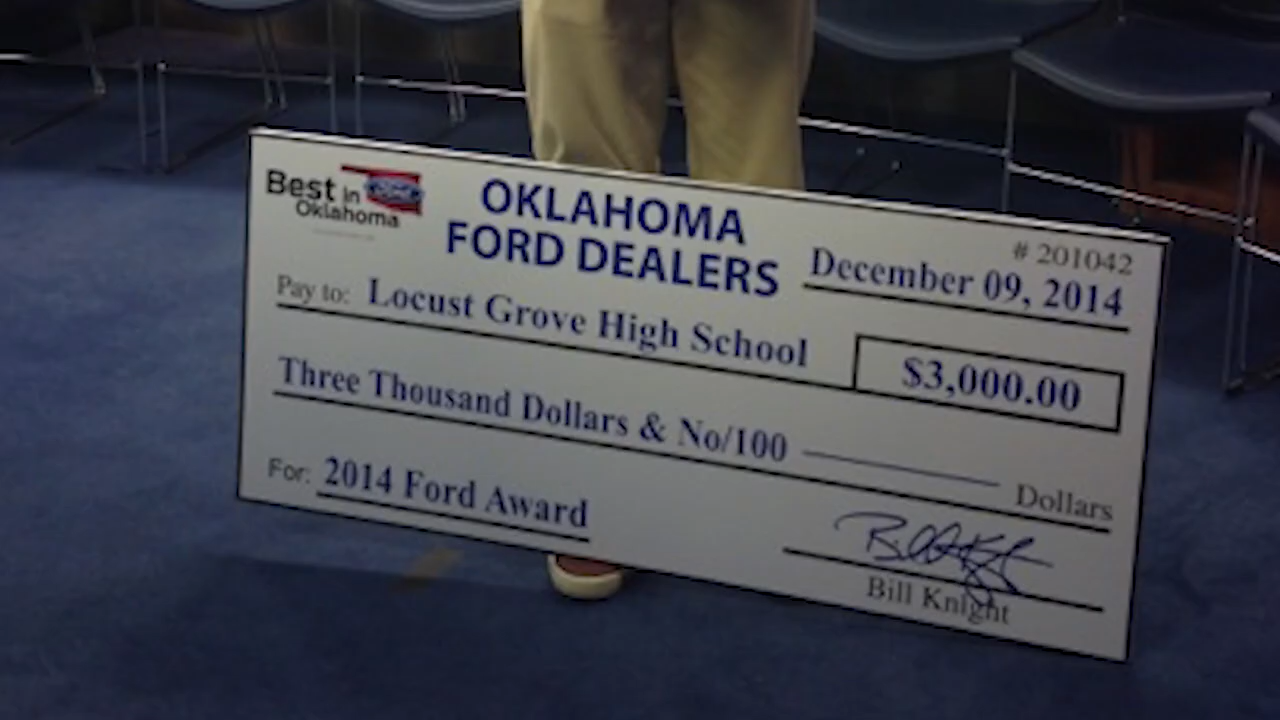 Best in
Oklahoma
Ford
OKLAHOMA
FORD DEALERS
# 201042
December 09, 2014
Pay to: Locust Grove High School
$3,000.00
Three Thousand Dollars & No/100
Dollars
For: 2014 Ford Award
Bill Knight